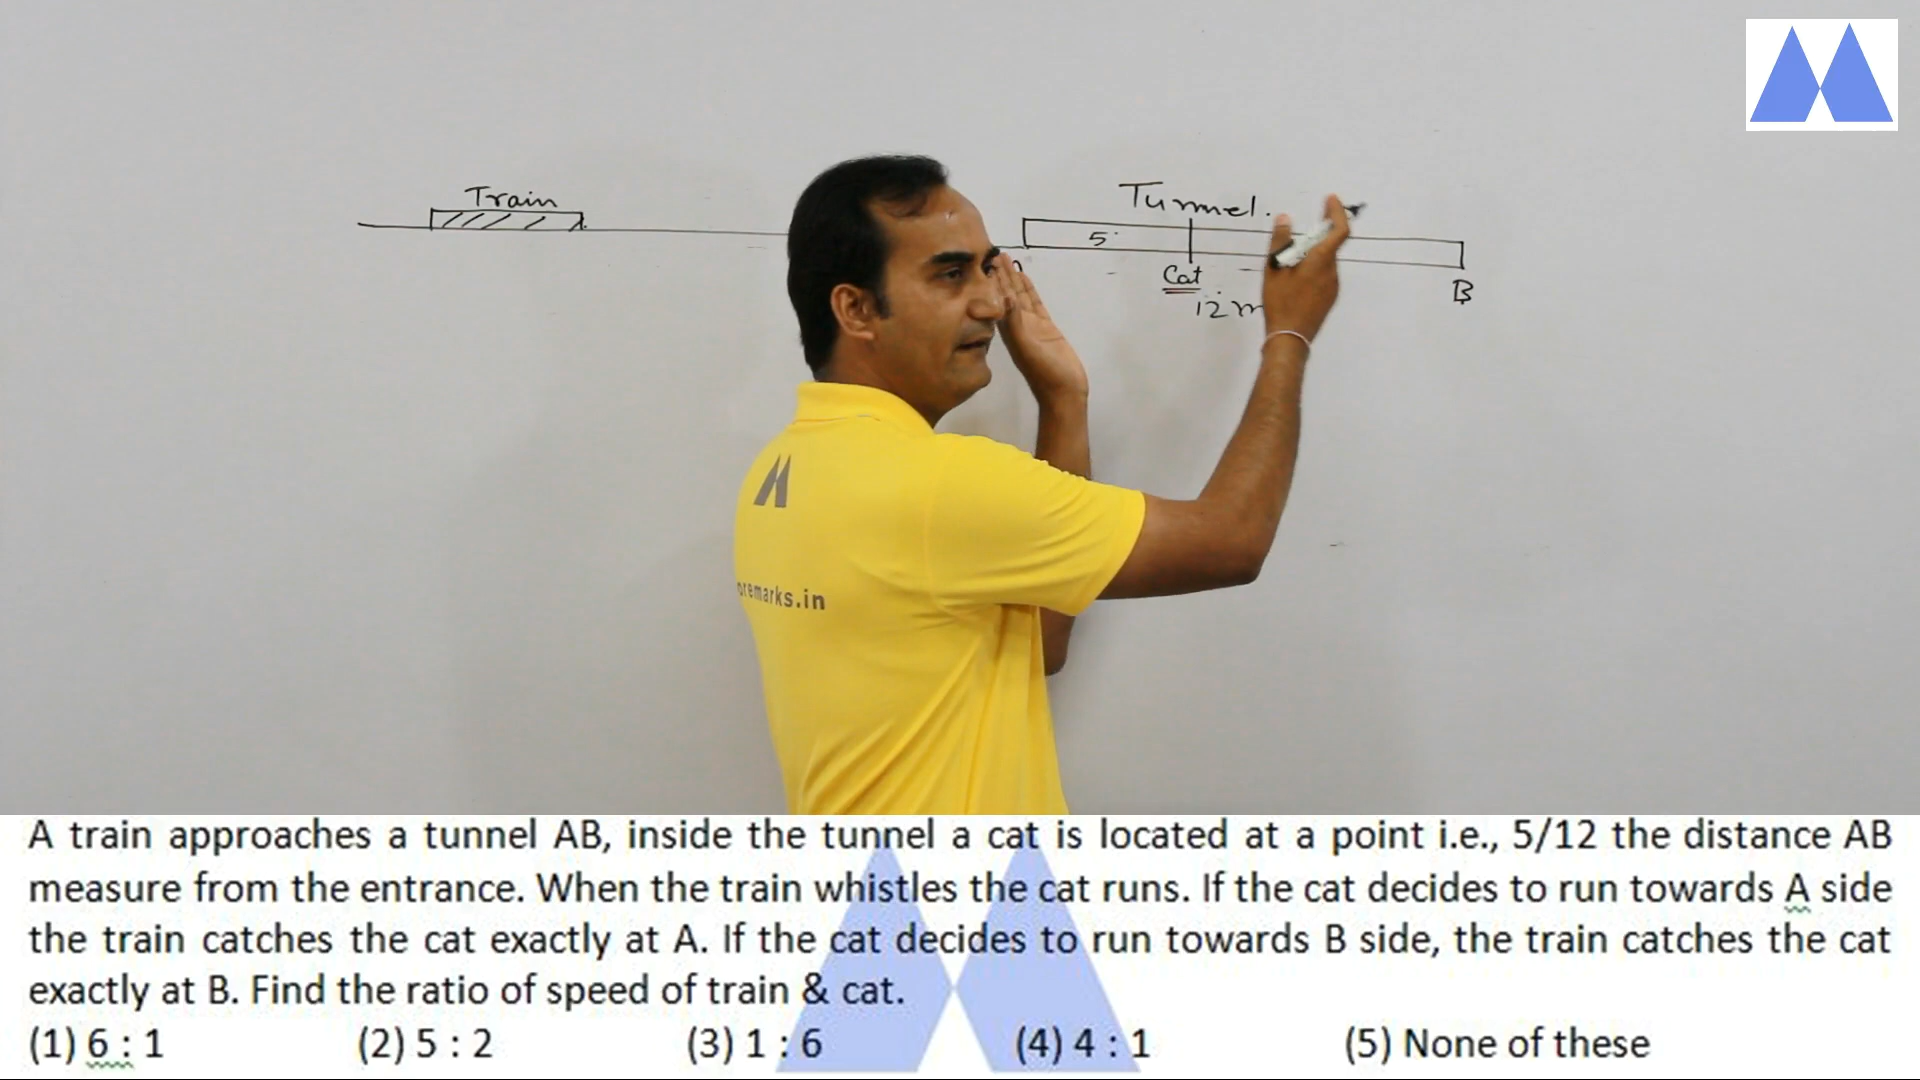 Train
Tunnel.
5
Cat
12 m
B
oremarks.in
A train approaches a tunnel AB, inside the tunnel a cat is located at a point i.e., 5/12 the distance AB
measure from the entrance. When the train whistles the cat runs. If the cat decides to run towards A side
the train catches the cat exactly at A. If the cat decides to run towards B side, the train catches the cat
exactly at B. Find the ratio of speed of train & cat.
(1) 6 : 1 (2) 5 : 2 (3) 1 : 6 (4) 4 : 1 (5) None of these